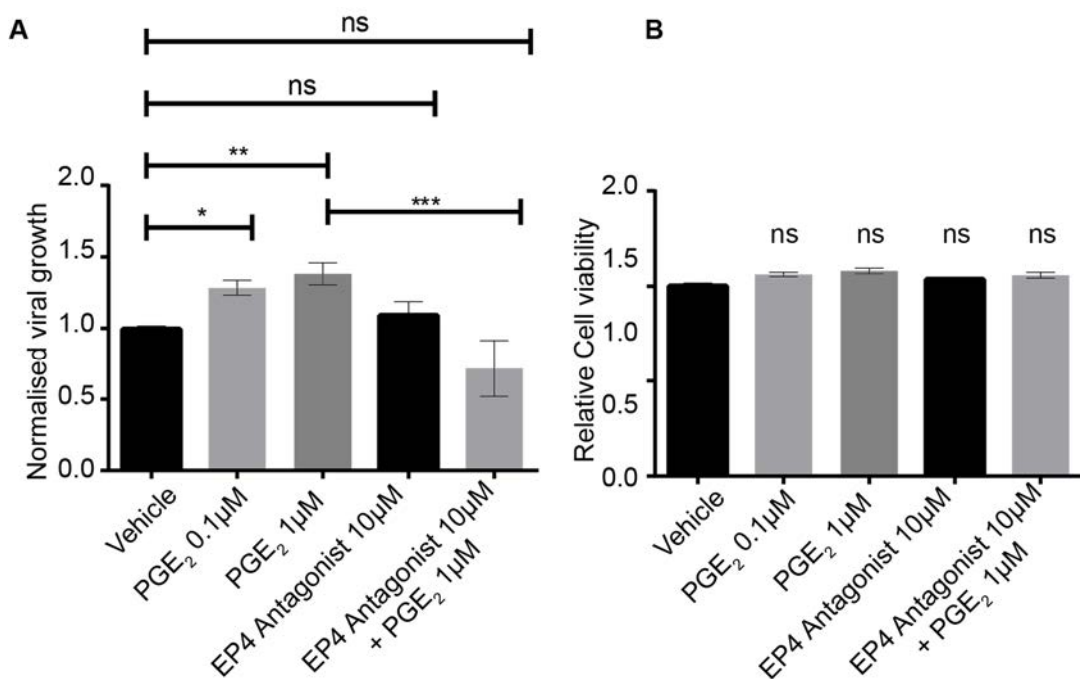 A
ns
ns
**
*
***
Normalised viral growth
2.0
1.5
1.0
0.5
0.0
Vehicle
PGE₂ 0.1µM
PGE₂ 1µM
EP4 Antagonist 10µM
EP4 Antagonist 10µM
+ PGE₂ 1µM
B
Relative Cell viability
2.0
1.5
1.0
0.5
0.0
ns
ns
ns
ns
Vehicle
PGE₂ 0.1µM
PGE₂ 1µM
EP4 Antagonist 10µM
EP4 Antagonist 10µM
+ PGE₂ 1µM